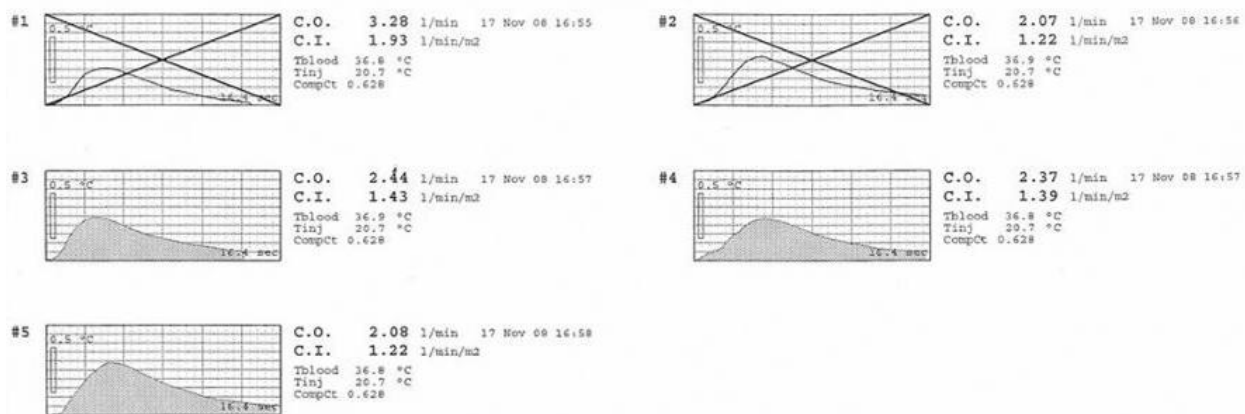 #1
0.5 °C
16.4 sec
C.O. 3.28 l/min 17 Nov 08 16:55
C.I. 1.93 l/min/m2
Tblood 36.8 °C
Tinj 20.7 °C
CompCt 0.628
#2
0.5 °C
16.4 sec
C.O. 2.07 l/min 17 Nov 08 16:56
C.I. 1.22 l/min/m2
Tblood 36.9 °C
Tinj 20.7 °C
CompCt 0.628
#3
0.5 °C
16.4 sec
C.O. 2.44 l/min 17 Nov 08 16:57
C.I. 1.43 l/min/m2
Tblood 36.9 °C
Tinj 20.7 °C
CompCt 0.628
#4
0.5 °C
16.4 sec
C.O. 2.37 l/min 17 Nov 08 16:57
C.I. 1.39 l/min/m2
Tblood 36.8 °C
Tinj 20.7 °C
CompCt 0.628
#5
0.5 °C
16.4 sec
C.O. 2.08 l/min 17 Nov 08 16:58
C.I. 1.22 l/min/m2
Tblood 36.8 °C
Tinj 20.7 °C
CompCt 0.628